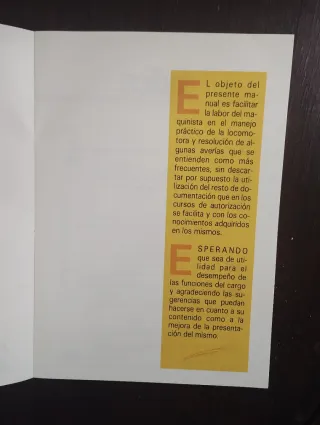 EL objeto del
presente ma-
nual es facilitar
la labor del ma-
quinista en el manejo
práctico de la locomo-
tora y resolución de al-
gunas averías que se
entienden como más
frecuentes, sin descar-
tar por supuesto la uti-
lización del resto de do-
cumentación que en los
cursos de autorización
se facilita y con los co-
nocimientos adquiridos
en los mismos.
ESPERANDO
que sea de uti-
lidad para el
desempeño de
las funciones del cargo
y agradeciendo las su-
gerencias que puedan
hacerse en cuanto a su
contenido como a la
mejora de la presenta-
ción del mismo